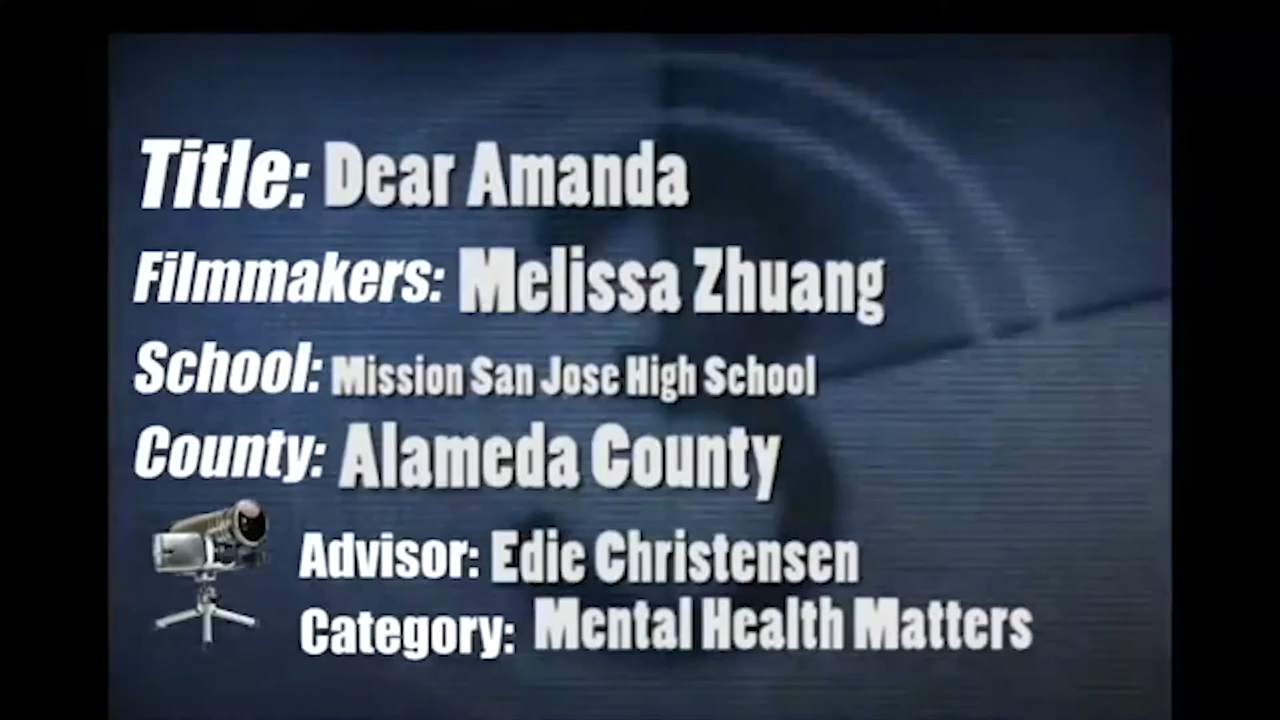 Title: Dear Amanda
Filmmakers: Melissa Zhuang
School: Mission San Jose High School
County: Alameda County
Advisor: Edie Christensen
Category: Mental Health Matters